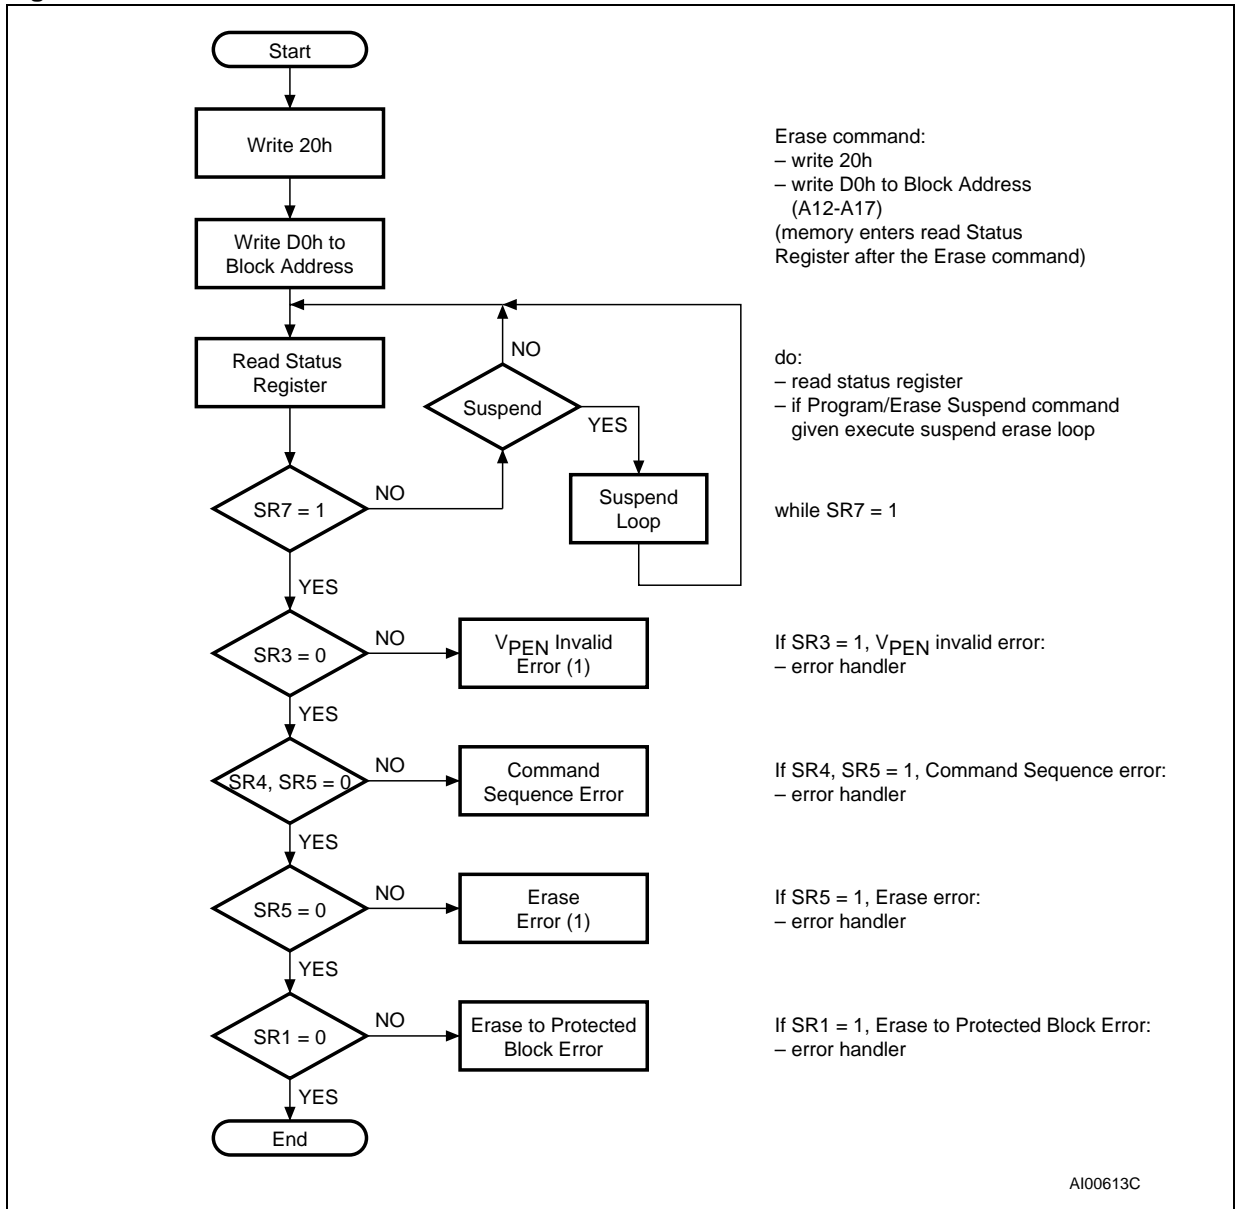 Start
Write 20h
Erase command:
– write 20h
– write D0h to Block Address
(A12-A17)
(memory enters read Status
Register after the Erase command)
Write D0h to
Block Address
Read Status
Register
NO
Suspend
YES
do:
– read status register
– if Program/Erase Suspend command
given execute suspend erase loop
SR7 = 1
NO
Suspend
Loop
while SR7 = 1
YES
SR3 = 0
NO
VPEN Invalid
Error (1)
If SR3 = 1, VPEN invalid error:
– error handler
YES
SR4, SR5 = 0
NO
Command
Sequence Error
If SR4, SR5 = 1, Command Sequence error:
– error handler
YES
SR5 = 0
NO
Erase
Error (1)
If SR5 = 1, Erase error:
– error handler
YES
SR1 = 0
NO
Erase to Protected
Block Error
If SR1 = 1, Erase to Protected Block Error:
– error handler
YES
End
AI00613C